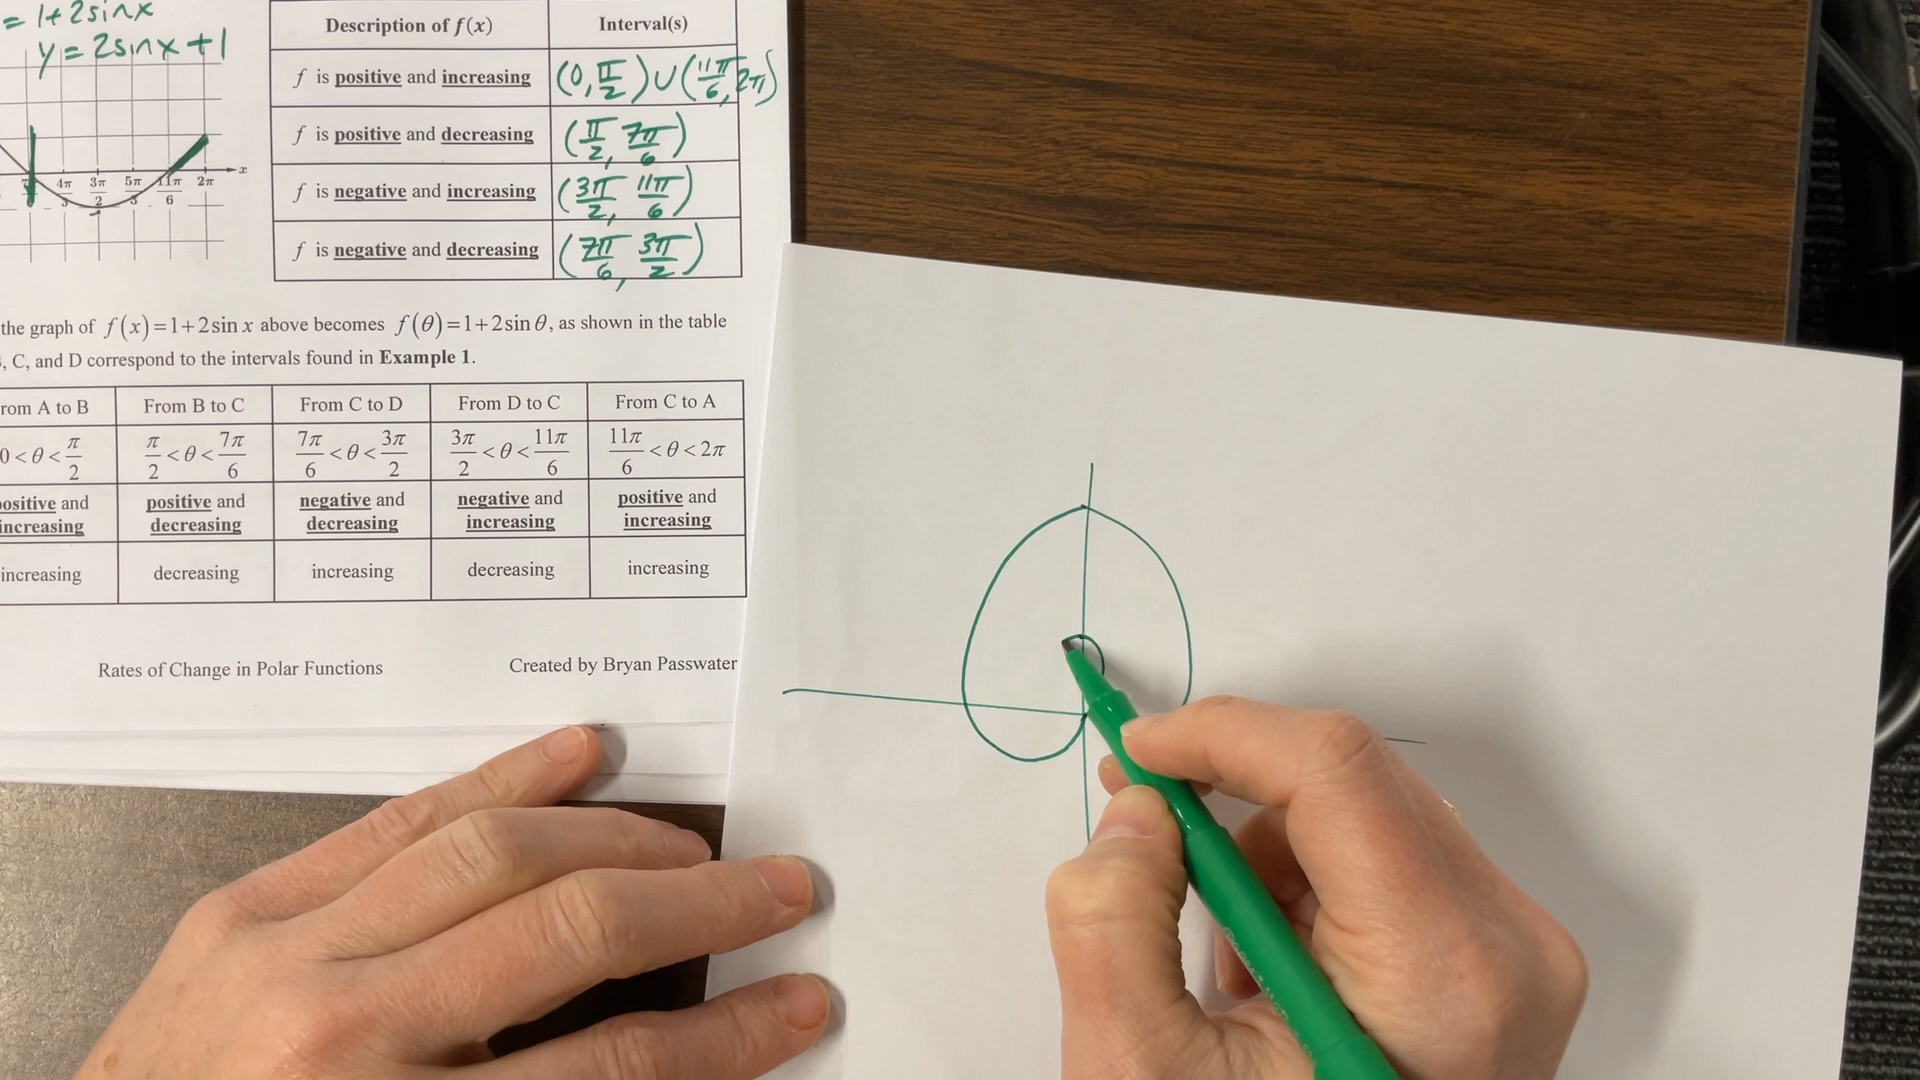 = 1+2sinx
y = 2sinx+1
4π 3π 5π 11π 2π x
3 2 3 6
Description of f(x) Interval(s)
f is positive and increasing (0, π/2) ∪ (11π/6, 2π)
f is positive and decreasing (π/2, 7π/6)
f is negative and increasing (3π/2, 11π/6)
f is negative and decreasing (7π/6, 3π/2)
the graph of f(x)=1+2sin x above becomes f(θ)=1+2sin θ, as shown in the table
, C, and D correspond to the intervals found in Example 1.
rom A to B From B to C From C to D From D to C From C to A
0<θ<π/2 π/2<θ<7π/6 7π/6<θ<3π/2 3π/2<θ<11π/6 11π/6<θ<2π
ositive and positive and negative and negative and positive and
increasing decreasing decreasing increasing increasing
increasing decreasing increasing decreasing increasing
Rates of Change in Polar Functions Created by Bryan Passwater